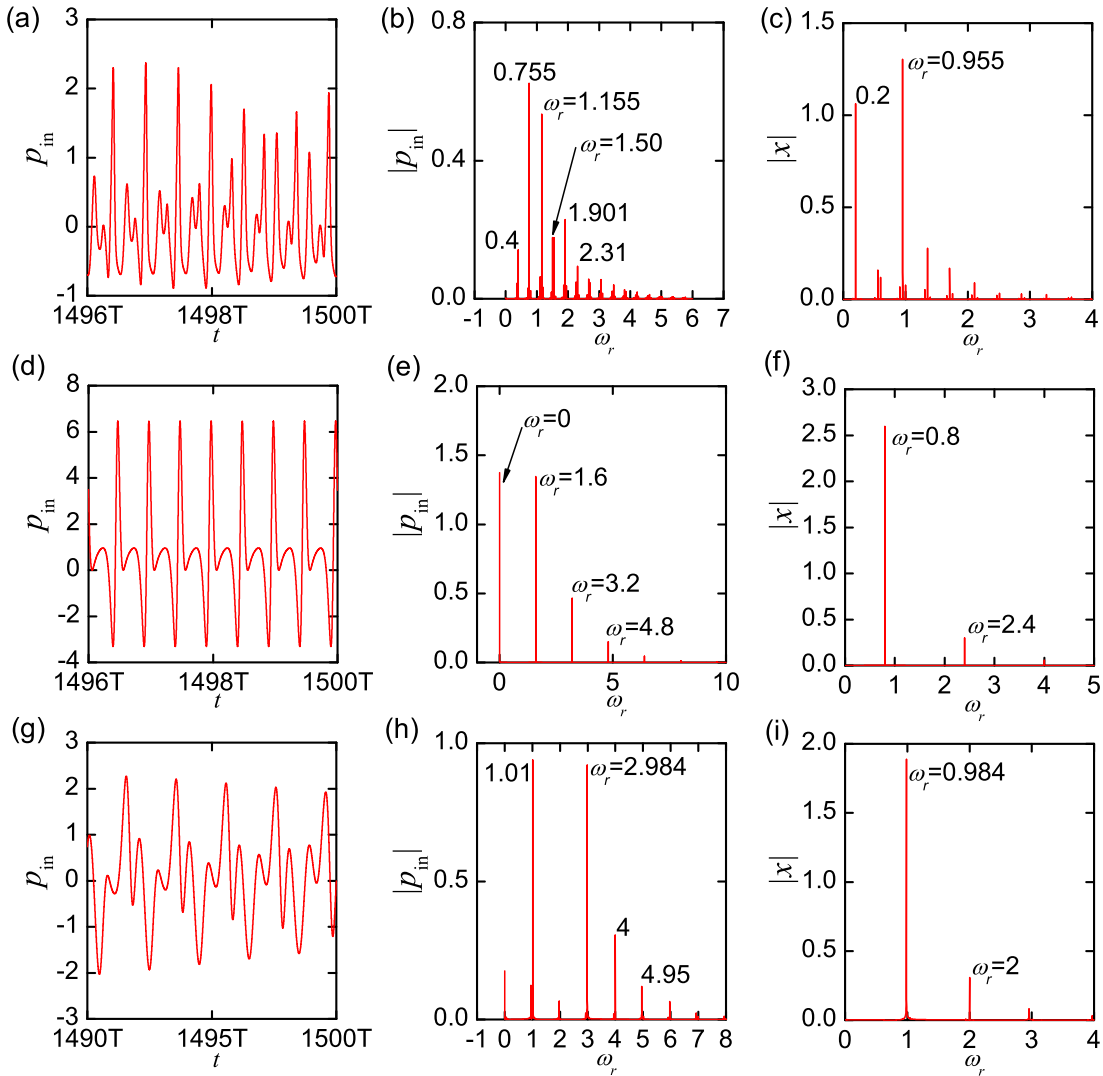 (a)
p_in
3
2
1
0
-1
1496T
1498T
1500T
t
(b)
|p_in|
0.8
0.4
0.0
0.755
ω_r=1.155
ω_r=1.50
1.901
0.4
2.31
-1 0 1 2 3 4 5 6 7
ω_r
(c)
|x|
1.5
1.0
0.5
0.0
ω_r=0.955
0.2
0 1 2 3 4
ω_r
(d)
p_in
8
6
4
2
0
-2
-4
1496T
1498T
1500T
t
(e)
|p_in|
2.0
1.5
1.0
0.5
0.0
ω_r=0
ω_r=1.6
ω_r=3.2
ω_r=4.8
0 5 10
ω_r
(f)
|x|
3.0
2.5
2.0
1.5
1.0
0.5
0.0
ω_r=0.8
ω_r=2.4
0 1 2 3 4 5
ω_r
(g)
p_in
3
2
1
0
-1
-2
-3
1490T
1495T
1500T
t
(h)
|p_in|
1.0
0.5
0.0
1.01
ω_r=2.984
4
4.95
-1 0 1 2 3 4 5 6 7 8
ω_r
(i)
|x|
2.0
1.5
1.0
0.5
0.0
ω_r=0.984
ω_r=2
0 1 2 3 4
ω_r